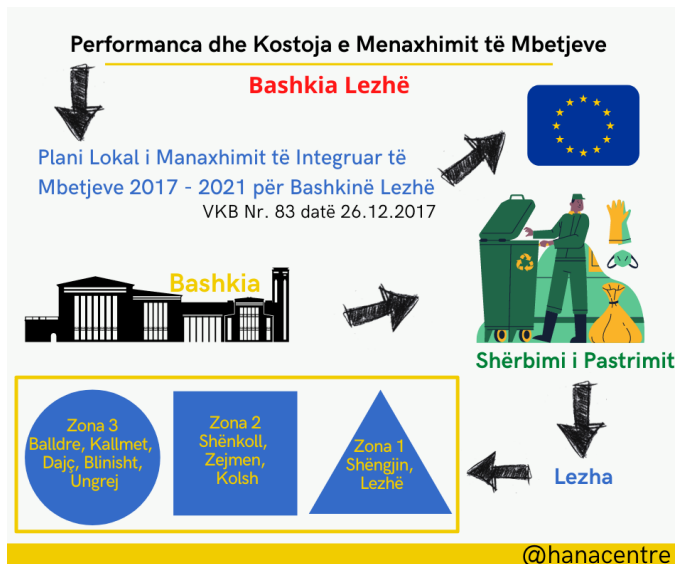 Performanca dhe Kostoja e Menaxhimit të Mbetjeve
Bashkia Lezhë
Plani Lokal i Manaxhimit të Integruar të
Mbetjeve 2017 - 2021 për Bashkinë Lezhë
VKB Nr. 83 datë 26.12.2017
Bashkia
Shërbimi i Pastrimit
Lezha
Zona 1
Shëngjin,
Lezhë
Zona 2
Shënkoll,
Zejmen,
Kolsh
Zona 3
Balldre, Kallmet,
Dajç, Blinisht,
Ungrej
@hanacentre